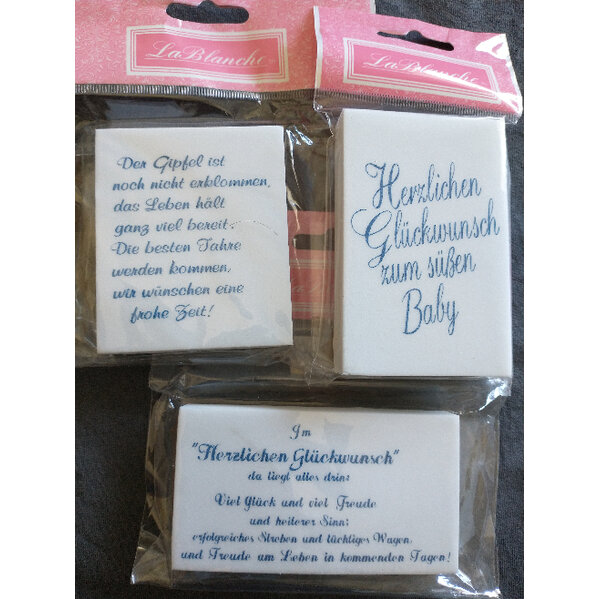 LaBlanche
LaBlanche
Der Gipfel ist
noch nicht erklommen,
das Leben hält
ganz viel bereit.
Die besten Jahre
werden kommen,
wir wünschen eine
frohe Zeit!
Herzlichen
Glückwunsch
zum süßen
Baby
Im
"Herzlichen Glückwunsch"
da liegt alles drin:
Viel Glück und viel Freude
und heiterer Sinn;
erfolgreiches Streben und tüchtiges Wagen,
und Freude am Leben in kommenden Tagen!